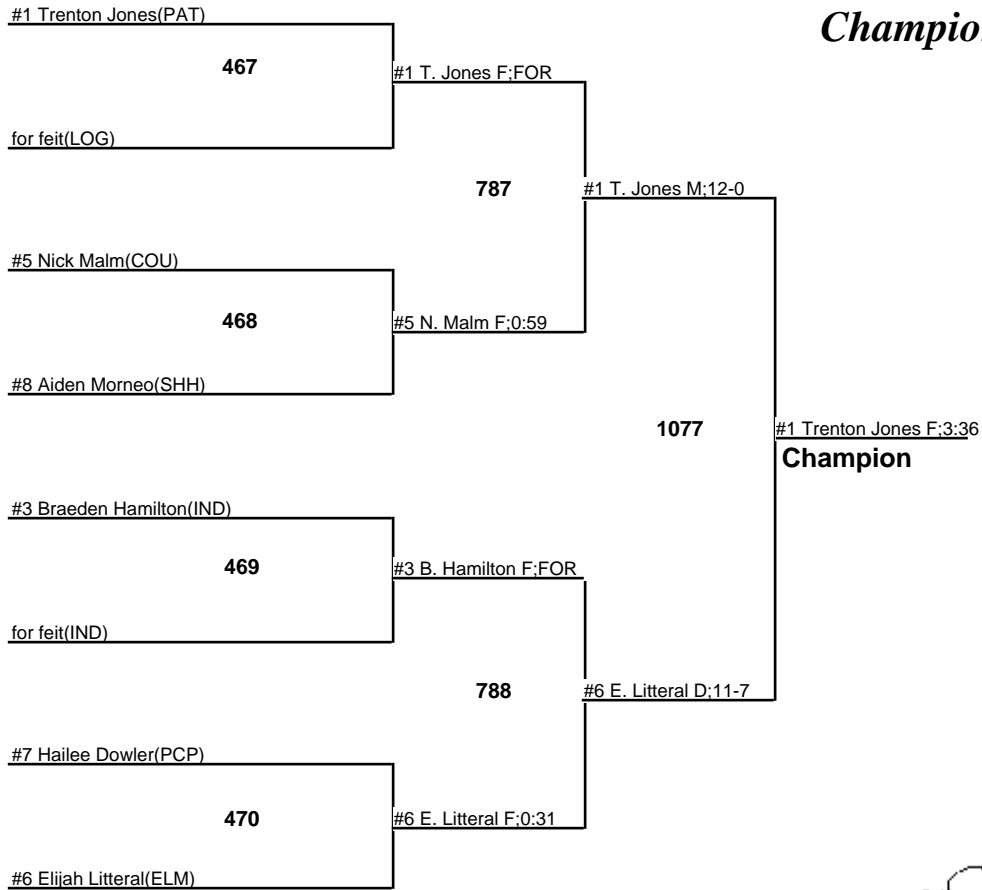 #1 Trenton Jones(PAT)
Champio
467
#1 T. Jones F;FOR
for feit(LOG)
787
#1 T. Jones M;12-0
#5 Nick Malm(COU)
468
#5 N. Malm F;0:59
#8 Aiden Morneo(SHH)
1077
#1 Trenton Jones F;3:36
Champion
#3 Braeden Hamilton(IND)
469
#3 B. Hamilton F;FOR
for feit(IND)
788
#6 E. Litteral D;11-7
#7 Hailee Dowler(PCP)
470
#6 E. Litteral F;0:31
#6 Elijah Litteral(ELM)